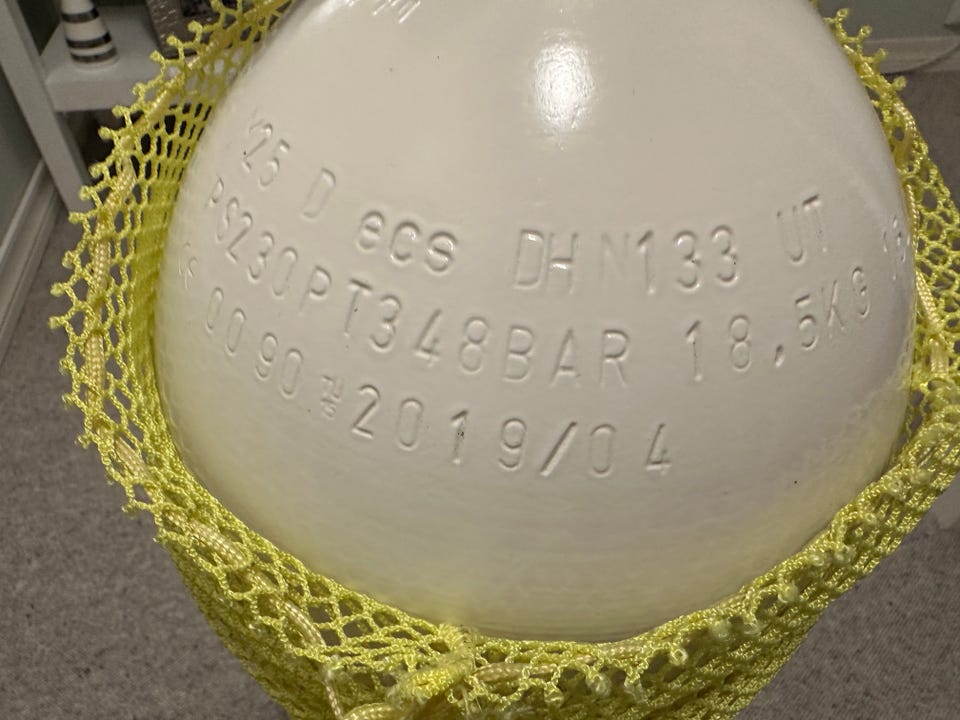 25 D ecs DH N133 UT
PS230PT348BAR 18,5KG
0090 2019/04